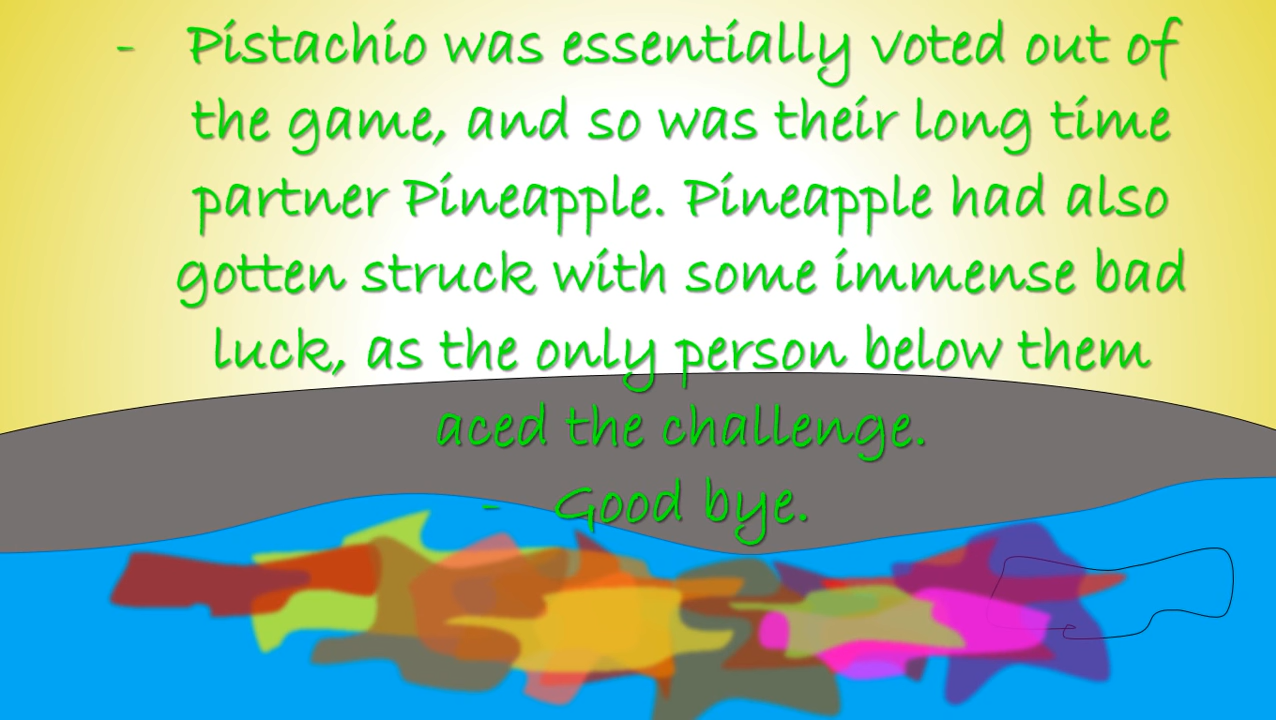 - Pistachio was essentially voted out of
the game, and so was their long time
partner Pineapple. Pineapple had also
gotten struck with some immense bad
luck, as the only person below them
aced the challenge.
- Good bye.